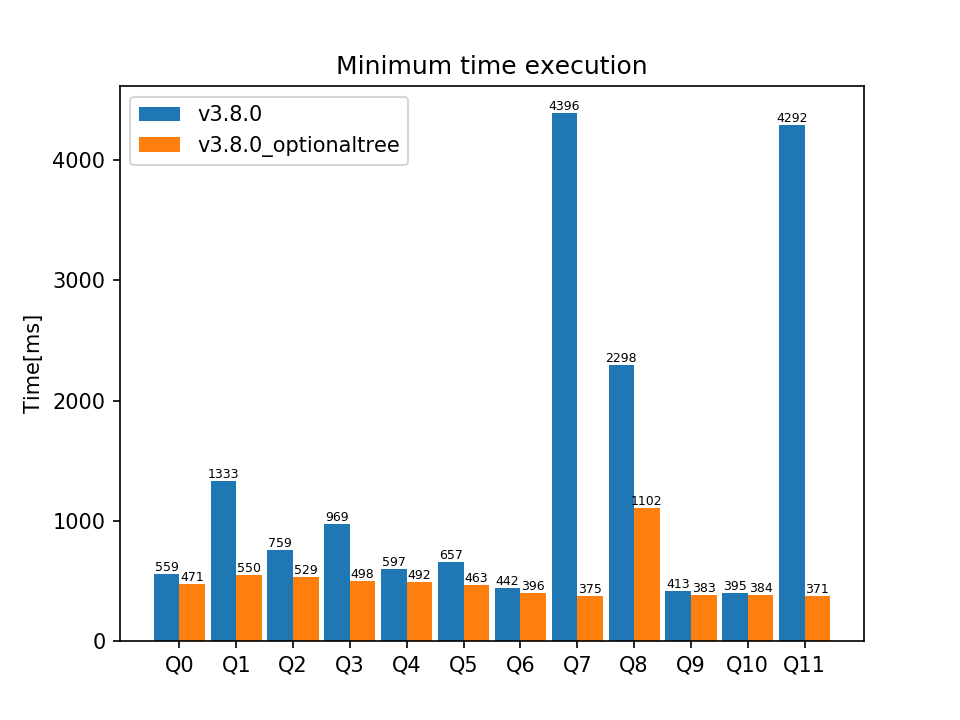 Minimum time execution
v3.8.0
v3.8.0_optionaltree
Time[ms]
4000
3000
2000
1000
0
559 471 1333 550 759 529 969 498 597 492 657 463 442 396 4396 375 2298 1102 413 383 395 384 4292 371
Q0 Q1 Q2 Q3 Q4 Q5 Q6 Q7 Q8 Q9 Q10 Q11